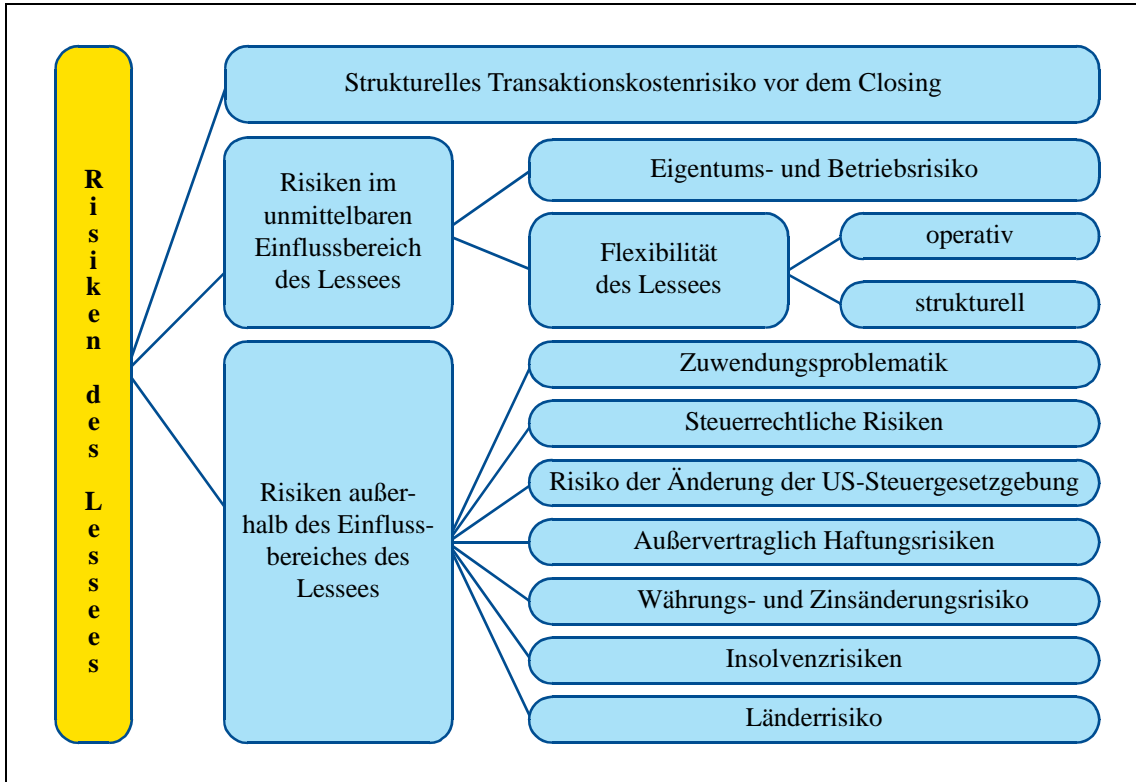 Risiken des Lessees
Strukturelles Transaktionskostenrisiko vor dem Closing
Risiken im
unmittelbaren
Einflussbereich
des Lessees
Eigentums- und Betriebsrisiko
Flexibilität
des Lessees
operativ
strukturell
Risiken außer-
halb des Einfluss-
bereiches des
Lessees
Zuwendungsproblematik
Steuerrechtliche Risiken
Risiko der Änderung der US-Steuergesetzgebung
Außervertraglich Haftungsrisiken
Währungs- und Zinsänderungsrisiko
Insolvenzrisiken
Länderrisiko